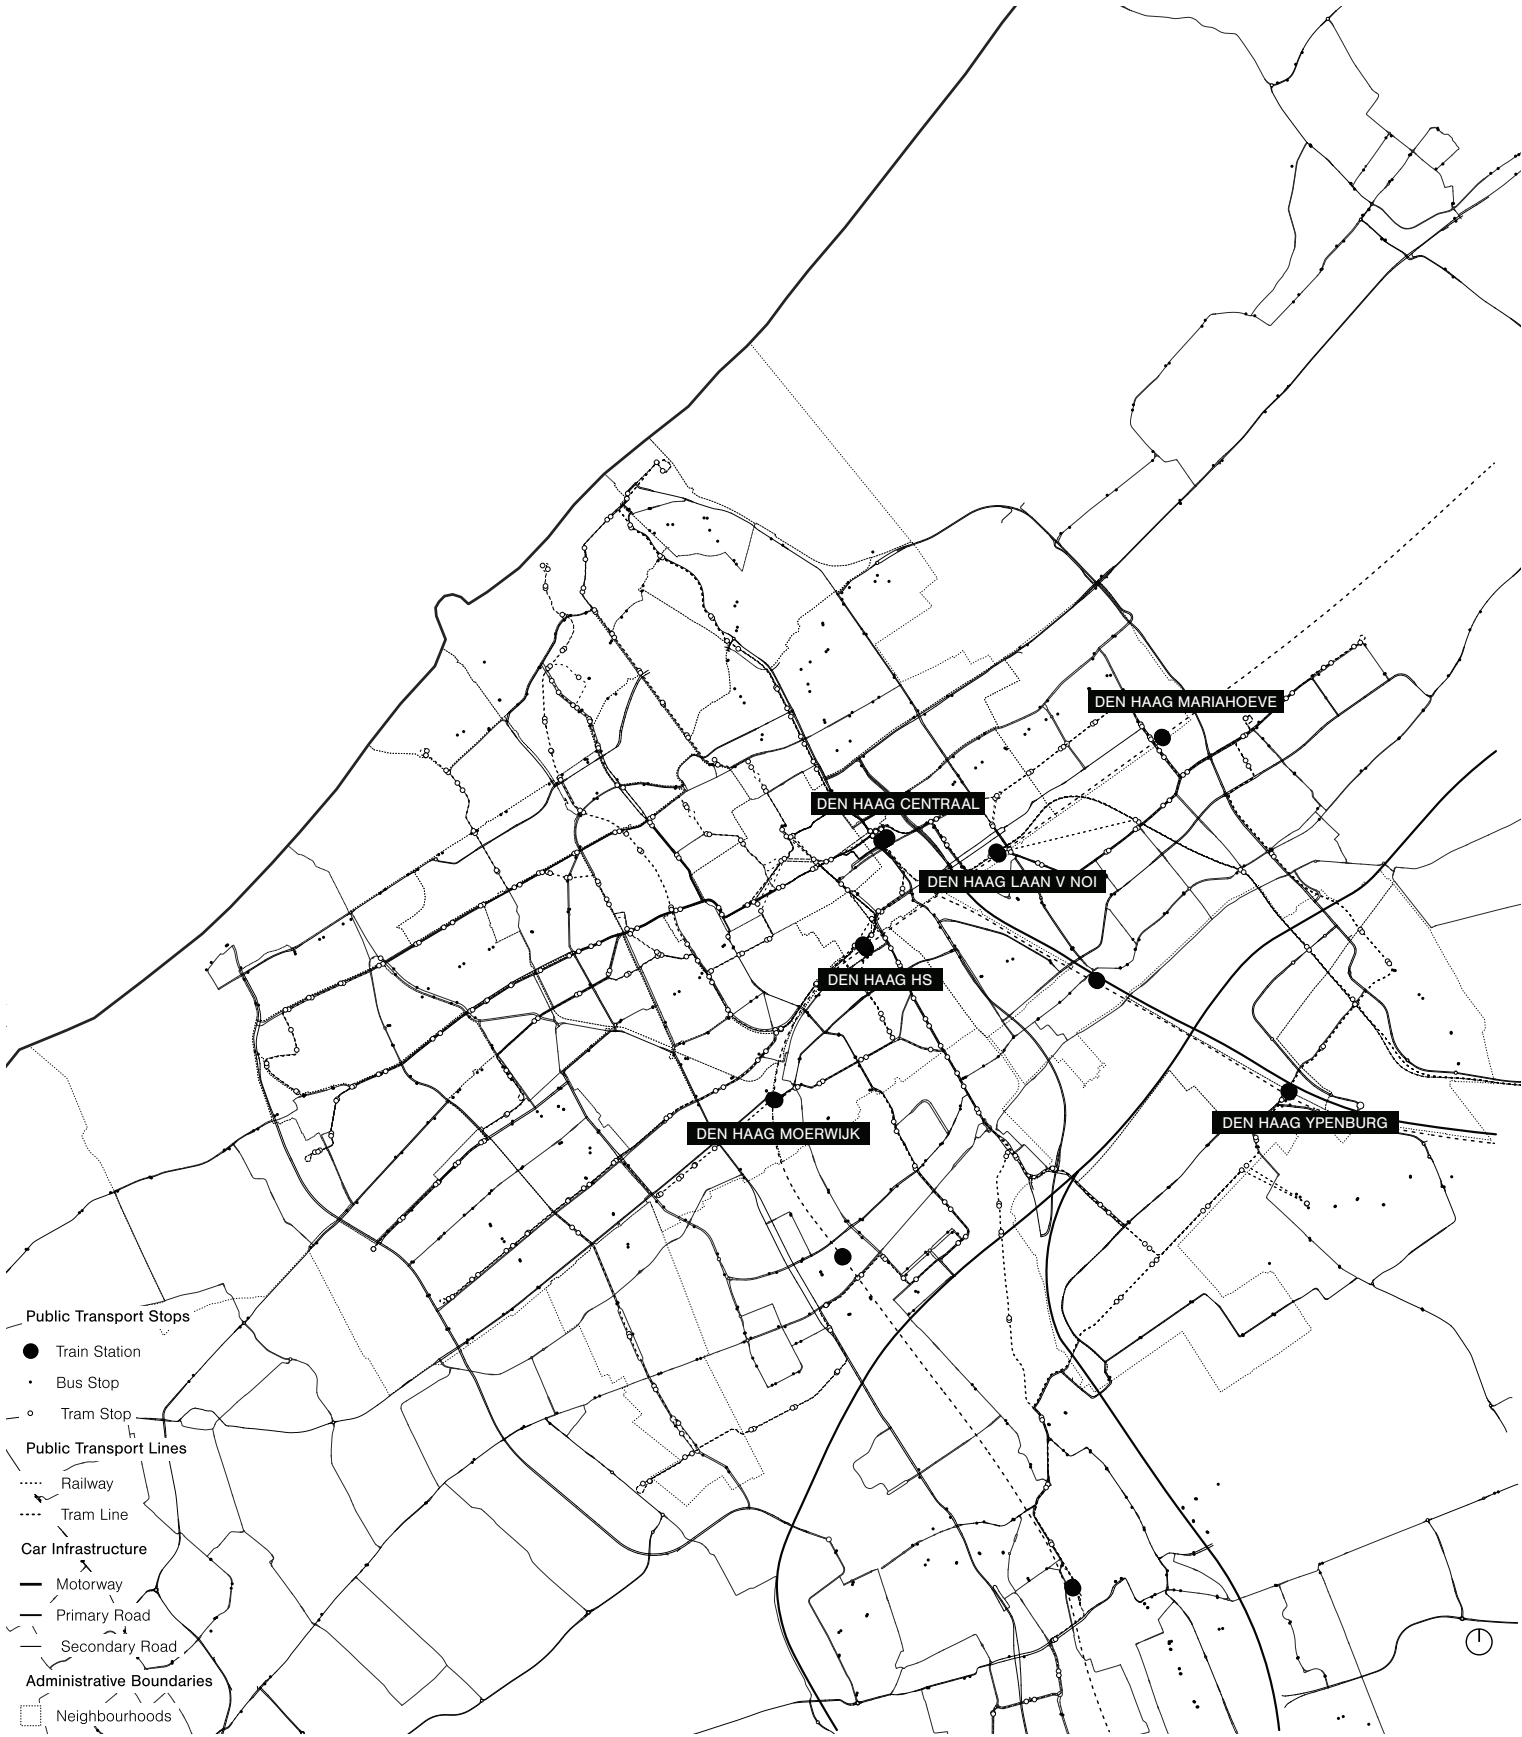 DEN HAAG MARIAHOEVE
DEN HAAG CENTRAAL
DEN HAAG LAAN V NOI
DEN HAAG HS
DEN HAAG YPENBURG
DEN HAAG MOERWIJK
Public Transport Stops
Train Station
Bus Stop
Tram Stop
Public Transport Lines
Railway
Tram Line
Car Infrastructure
Motorway
Primary Road
Secondary Road
Administrative Boundaries
Neighbourhoods